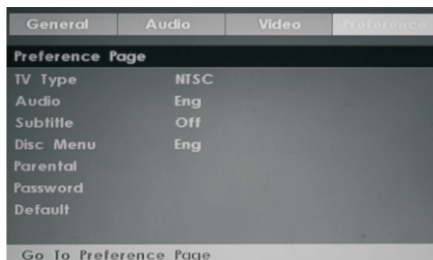 General Audio Video Preference
Preference Page
TV Type NTSC
Audio Eng
Subtitle Off
Disc Menu Eng
Parental
Password
Default
Go To Preference Page